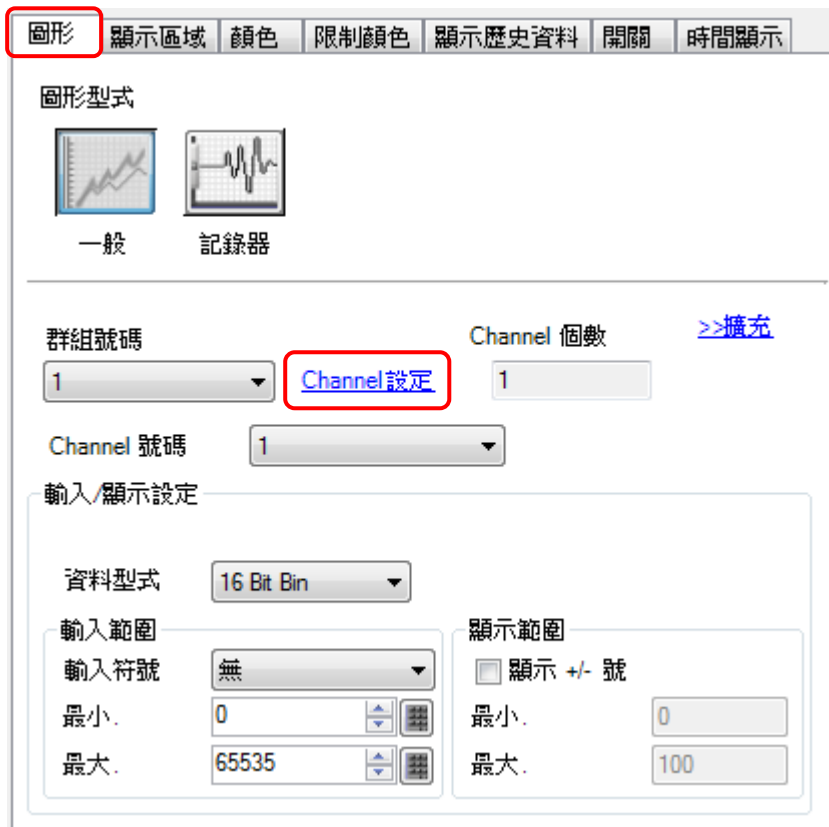 圖形 顯示區域 顏色 限制顏色 顯示歷史資料 開關 時間顯示
圖形型式
一般 記錄器
群組號碼 Channel 個數 >>擴充
1 Channel設定 1
Channel 號碼 1
輸入/顯示設定
資料型式 16 Bit Bin
輸入範圍 顯示範圍
輸入符號 無 顯示 +/- 號
最小. 0 最小. 0
最大. 65535 最大. 100